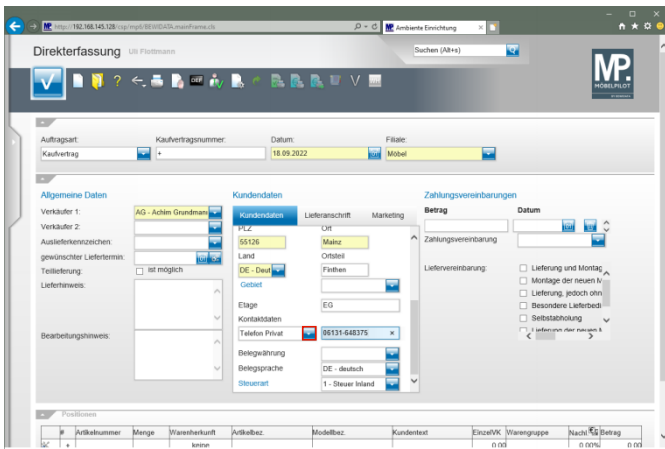 http://192.168.145.128/csp/mpli/BEWIDATA.mainFrame.cls
Ambiente Einrichtung
Direkterfassung Uli Flottmann
Suchen (Alt+s)
MP.
MÖBELPILOT
Auftragsart: Kaufvertragsnummer: Datum: Filiale:
Kaufvertrag + 18.09.2022 Möbel
Allgemeine Daten Kundendaten Zahlungsvereinbarungen
Verkäufer 1: AG - Achim Grundmann
Verkäufer 2:
Auslieferkennzeichen:
gewünschter Liefertermin:
Teillieferung: ist möglich
Lieferhinweis:
Bearbeitungshinweis:
Kundendaten Lieferanschrift Marketing
PLZ Ort
55126 Mainz
Land Ortsteil
DE - Deut Finthen
Gebiet
Etage EG
Kontaktdaten
Telefon Privat 06131-648375 ×
Belegwährung
Belegsprache DE - deutsch
Steuerart 1 - Steuer Inland
Betrag Datum
Zahlungsvereinbarung
Liefervereinbarung: Lieferung und Montag
Montage der neuen M
Lieferung, jedoch ohn
Besondere Lieferbedi
Selbstabholung
Lieferung der neuen M
Positionen
# Artikelnummer Menge Warenherkunft Artikelbez. Modellbez. Kundentext EinzelVK Warengruppe Nachl. Betrag
+ keine 0.00 0.00% 0.00